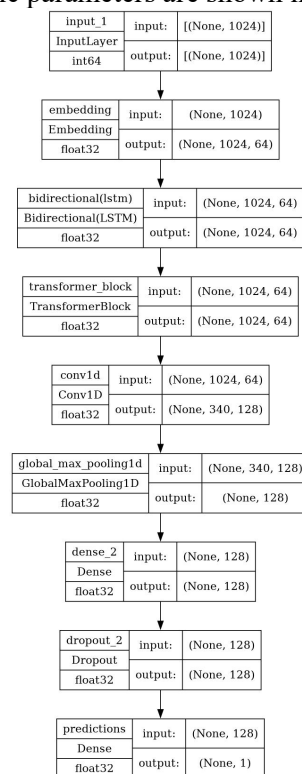 input_1 input: [(None, 1024)]
InputLayer
int64 output: [(None, 1024)]
embedding input: (None, 1024)
Embedding
float32 output: (None, 1024, 64)
bidirectional(lstm) input: (None, 1024, 64)
Bidirectional(LSTM)
float32 output: (None, 1024, 64)
transformer_block input: (None, 1024, 64)
TransformerBlock
float32 output: (None, 1024, 64)
conv1d input: (None, 1024, 64)
Conv1D
float32 output: (None, 340, 128)
global_max_pooling1d input: (None, 340, 128)
GlobalMaxPooling1D
float32 output: (None, 128)
dense_2 input: (None, 128)
Dense
float32 output: (None, 128)
dropout_2 input: (None, 128)
Dropout
float32 output: (None, 128)
predictions input: (None, 128)
Dense
float32 output: (None, 1)